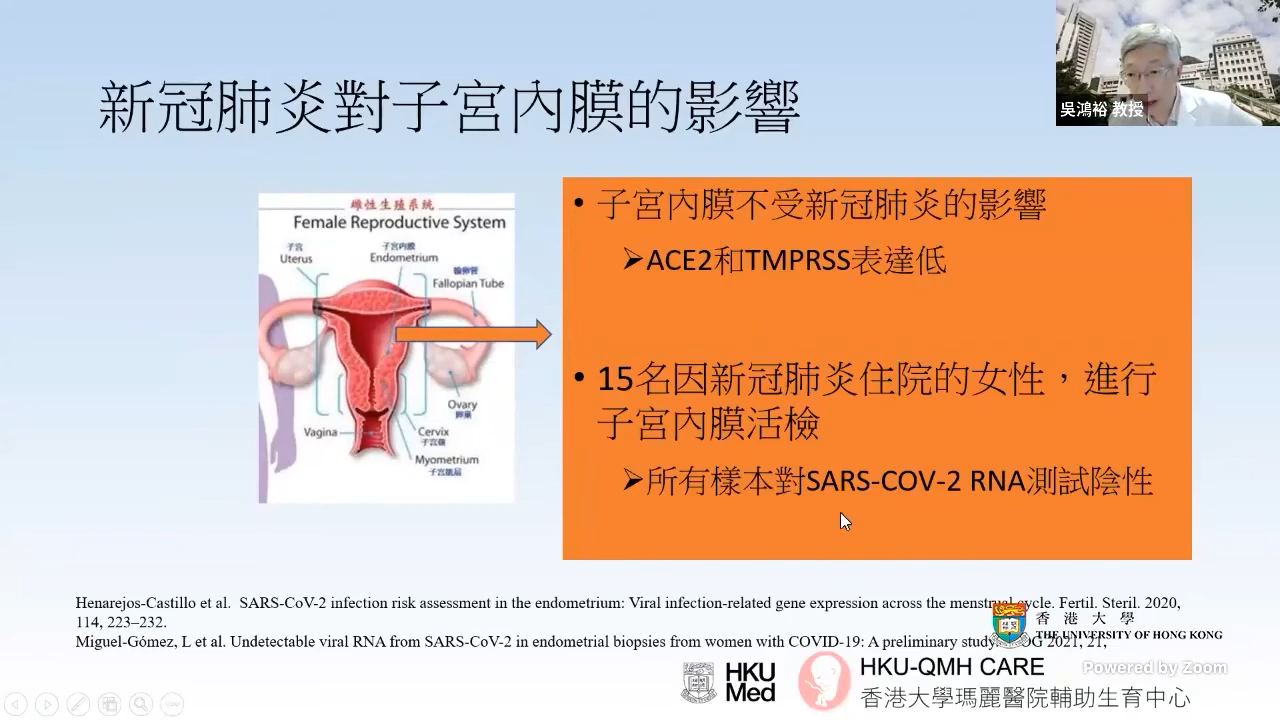 新冠肺炎對子宮內膜的影響
吳鴻裕 教授
雌性生殖系統
Female Reproductive System
子宮
Uterus
子宮內膜
Endometrium
輸卵管
Fallopian Tube
Ovary
卵巢
Vagina
Cervix
子宮頸
Myometrium
子宮肌層
• 子宮內膜不受新冠肺炎的影響
➢ACE2和TMPRSS表達低
• 15名因新冠肺炎住院的女性，進行
子宮內膜活檢
➢所有樣本對SARS-COV-2 RNA測試陰性
Henarejos-Castillo et al. SARS-CoV-2 infection risk assessment in the endometrium: Viral infection-related gene expression across the menstrual cycle. Fertil. Steril. 2020,
114, 223–232.
Miguel-Gómez, L et al. Undetectable viral RNA from SARS-CoV-2 in endometrial biopsies from women with COVID-19: A preliminary study. 2021, 21,
香港大學
THE UNIVERSITY OF HONG KONG
HKU
Med
HKU-QMH CARE
香港大學瑪麗醫院輔助生育中心
Powered by Zoom